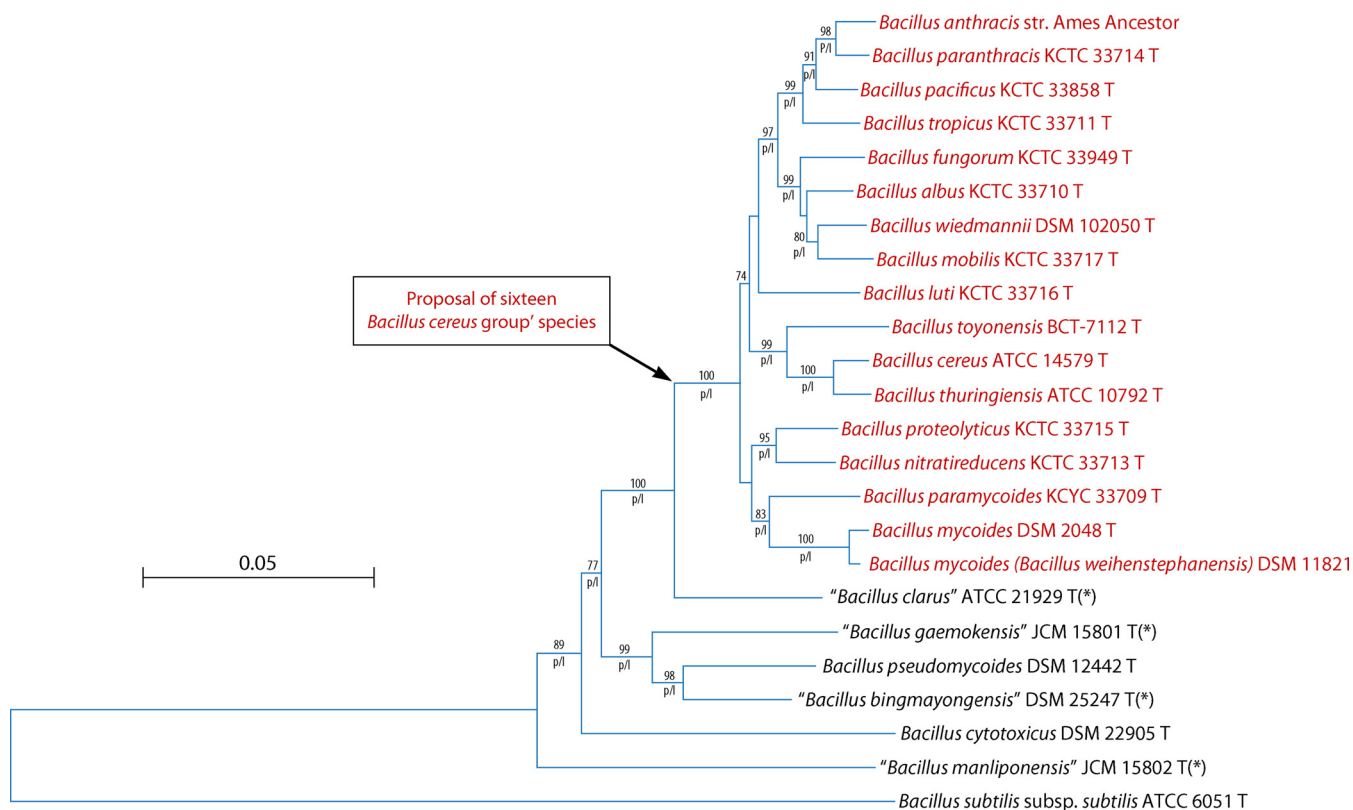 Bacillus anthracis str. Ames Ancestor
98
P/l
Bacillus paranthracis KCTC 33714 T
91
p/l
Bacillus pacificus KCTC 33858 T
99
p/l
Bacillus tropicus KCTC 33711 T
97
p/l
Bacillus fungorum KCTC 33949 T
99
p/l
Bacillus albus KCTC 33710 T
Bacillus wiedmannii DSM 102050 T
80
p/l
Bacillus mobilis KCTC 33717 T
74
Bacillus luti KCTC 33716 T
Proposal of sixteen
Bacillus cereus group’ species
Bacillus toyonensis BCT-7112 T
99
p/l
Bacillus cereus ATCC 14579 T
100
p/l
100
p/l
Bacillus thuringiensis ATCC 10792 T
Bacillus proteolyticus KCTC 33715 T
95
p/l
Bacillus nitratireducens KCTC 33713 T
100
p/l
Bacillus paramycoides KCYC 33709 T
83
p/l
Bacillus mycoides DSM 2048 T
100
p/l
Bacillus mycoides (Bacillus weihenstephanensis) DSM 11821
0.05
77
p/l
“Bacillus clarus” ATCC 21929 T(*)
“Bacillus gaemokensis” JCM 15801 T(*)
89
p/l
99
p/l
Bacillus pseudomycoides DSM 12442 T
98
p/l
“Bacillus bingmayongensis” DSM 25247 T(*)
Bacillus cytotoxicus DSM 22905 T
“Bacillus manliponensis” JCM 15802 T(*)
Bacillus subtilis subsp. subtilis ATCC 6051 T